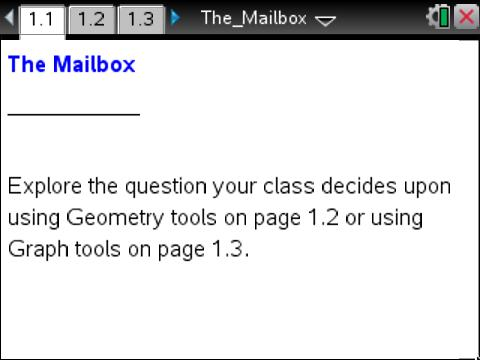 1.1 1.2 1.3 The_Mailbox
The Mailbox
Explore the question your class decides upon
using Geometry tools on page 1.2 or using
Graph tools on page 1.3.